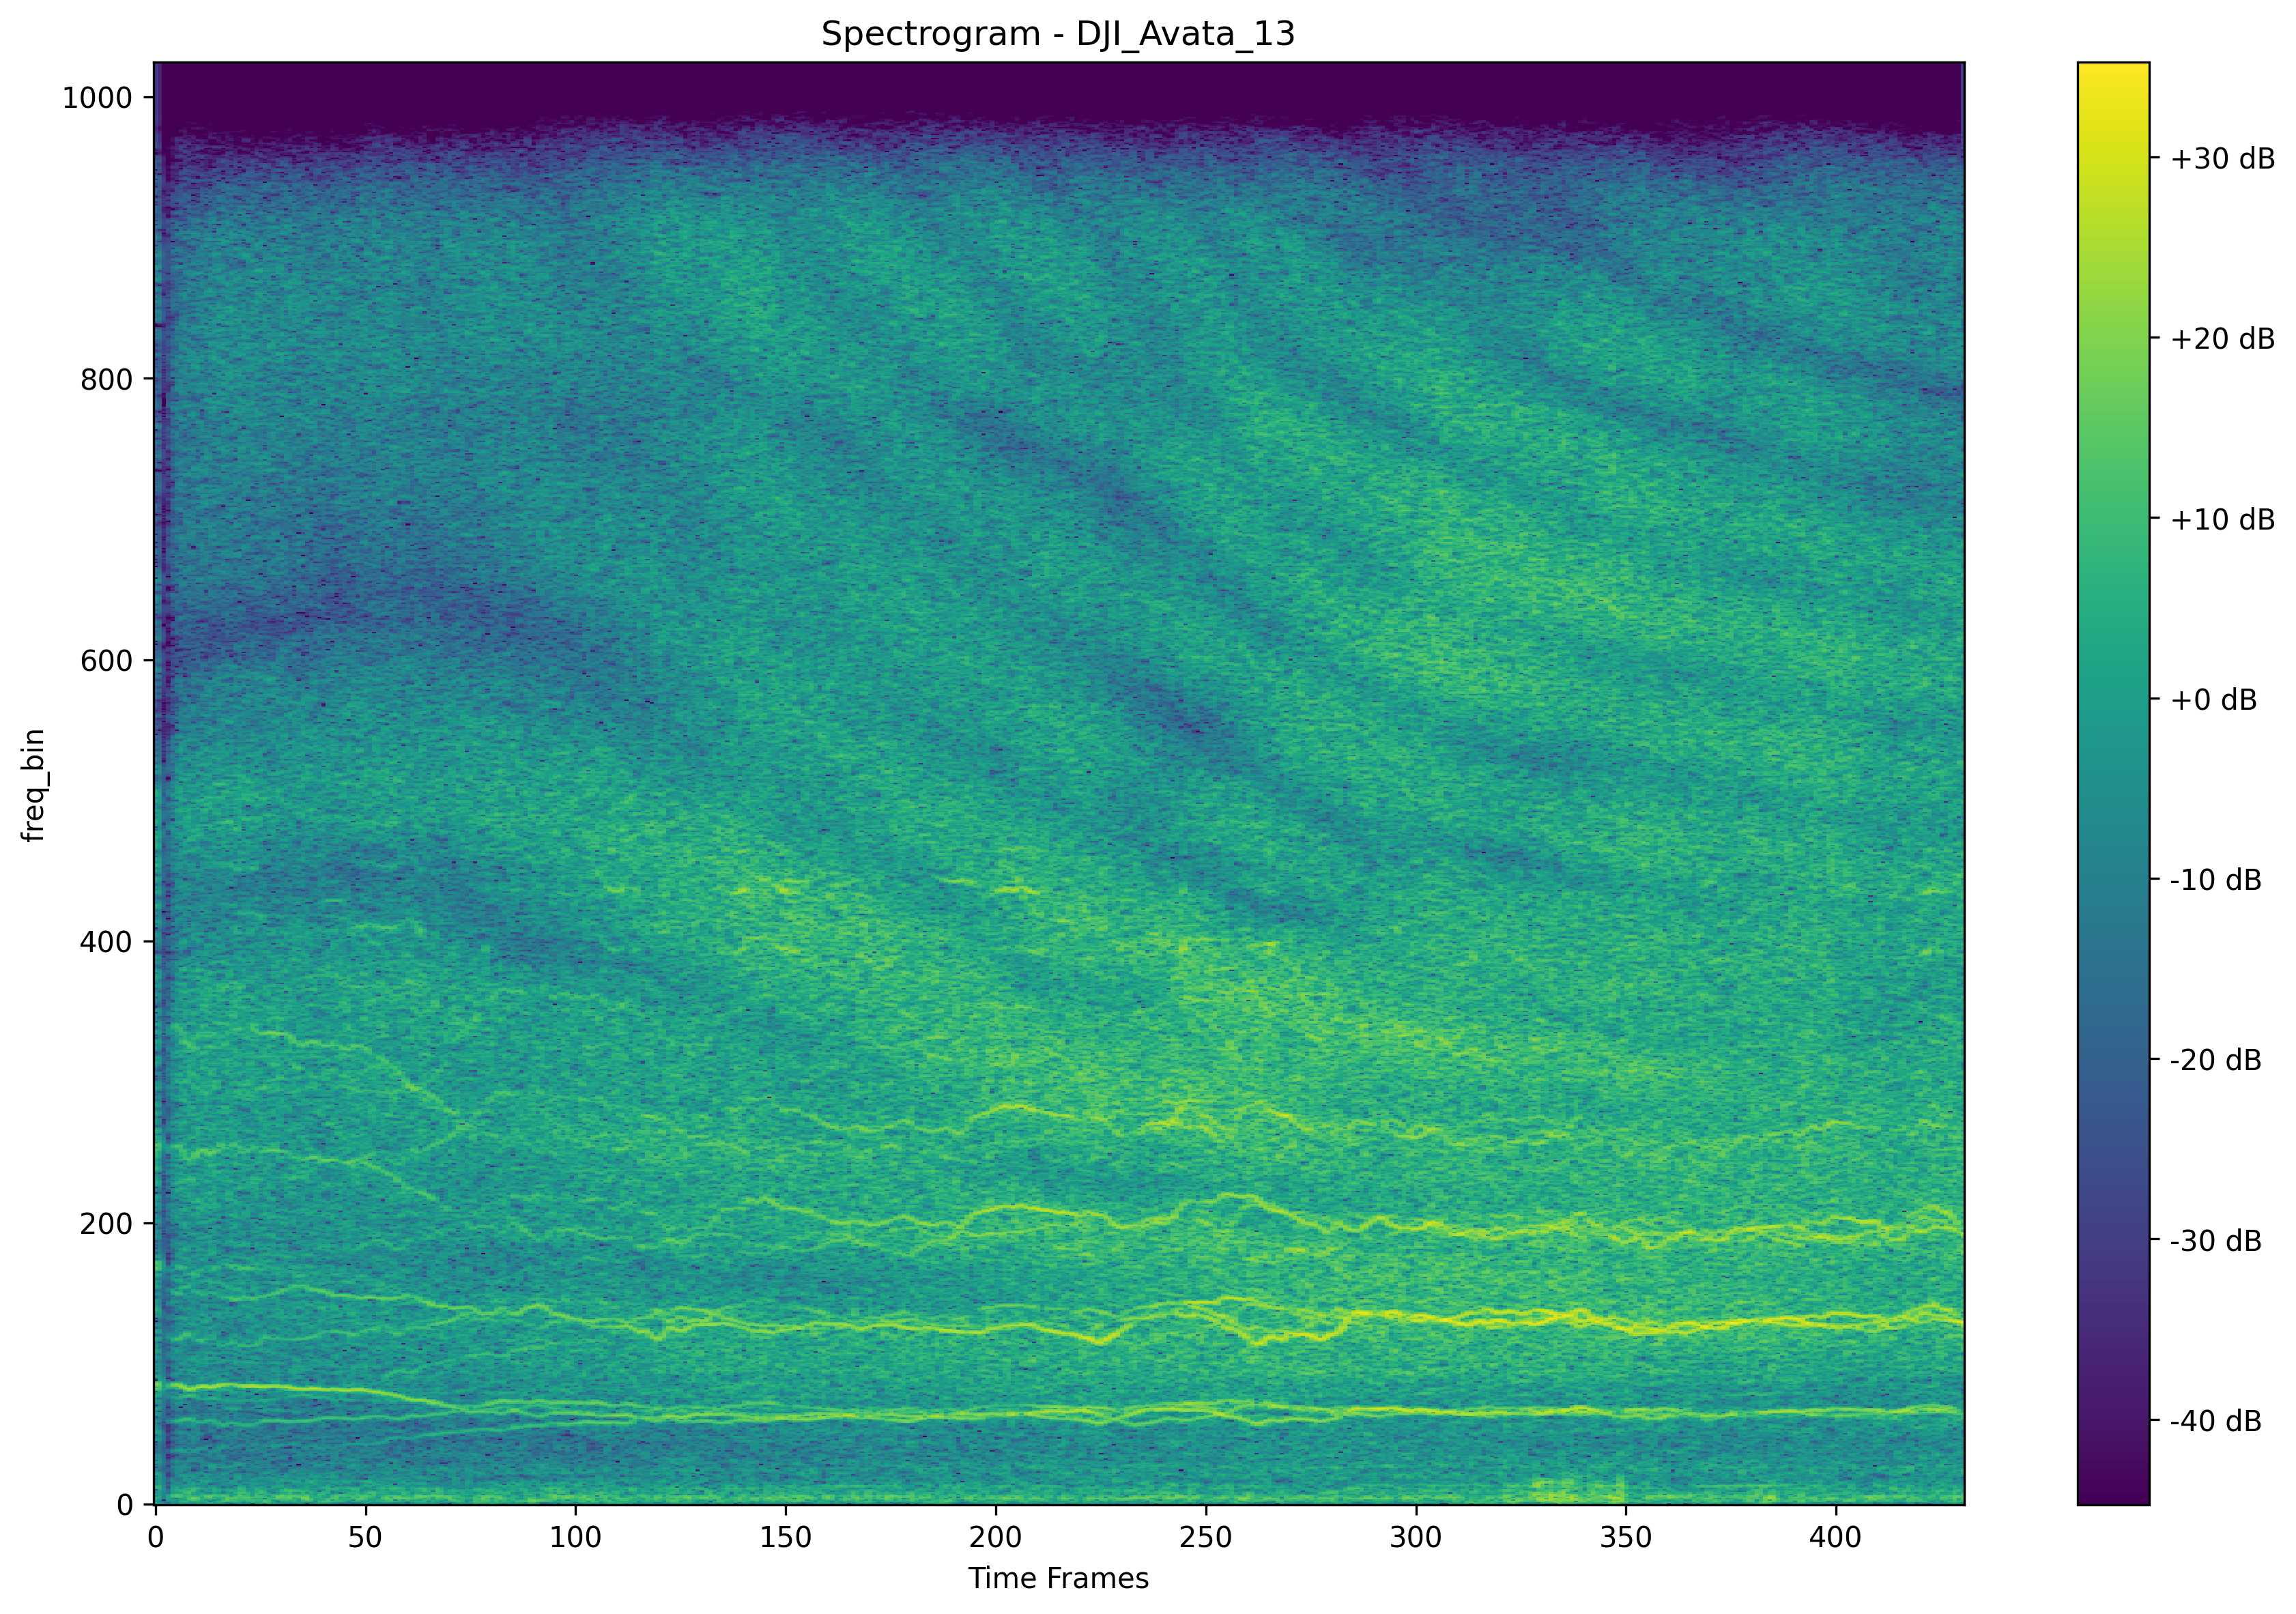 Spectrogram - DJI_Avata_13
1000
800
600
400
200
0
freq_bin
0 50 100 150 200 250 300 350 400
Time Frames
+30 dB
+20 dB
+10 dB
+0 dB
-10 dB
-20 dB
-30 dB
-40 dB